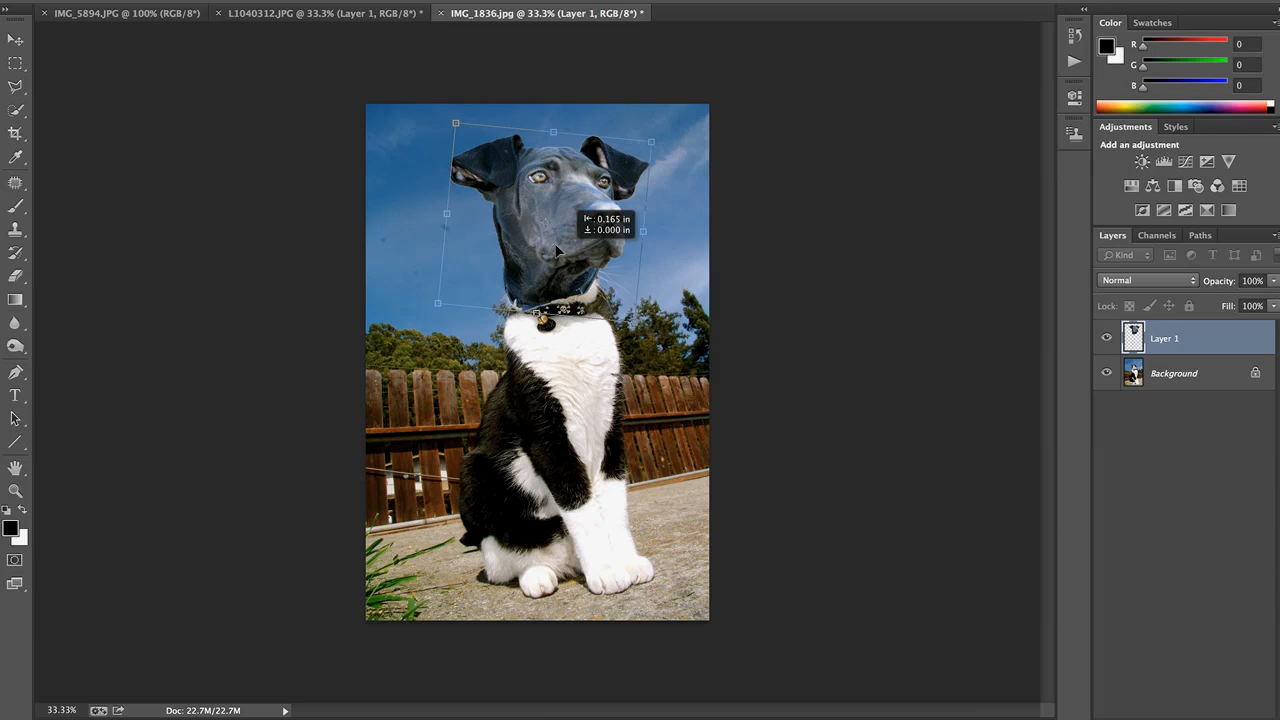 IMG_5894.JPG @ 100% (RGB/8*)
L1040312.JPG @ 33.3% (Layer 1, RGB/8*) *
IMG_1836.jpg @ 33.3% (Layer 1, RGB/8*) *
Color
Swatches
R
0
G
0
B
0
Adjustments
Styles
Add an adjustment
0.165 in
0.000 in
Layers
Channels
Paths
Kind
Normal
Opacity: 100%
Lock:
Fill: 100%
Layer 1
Background
33.33%
Doc: 22.7M/22.7M